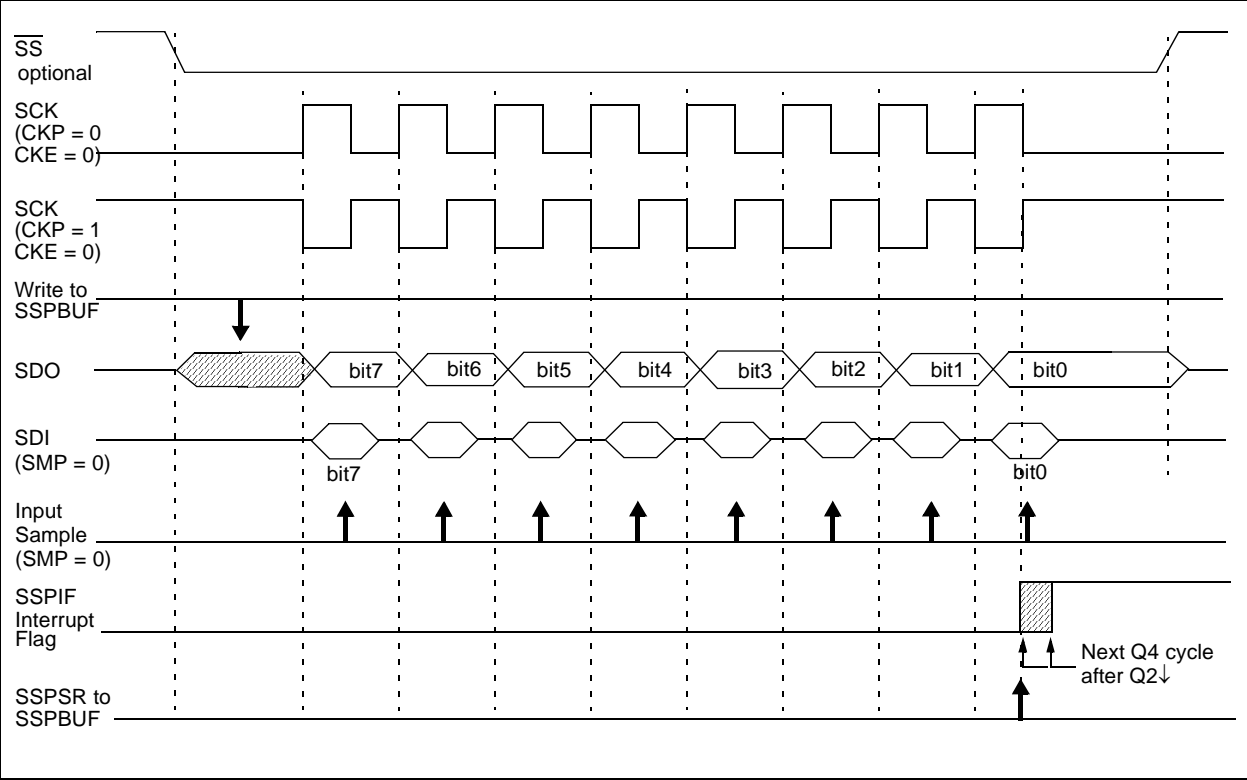 SS
optional
SCK
(CKP = 0
CKE = 0)
SCK
(CKP = 1
CKE = 0)
Write to
SSPBUF
SDO
bit7 bit6 bit5 bit4 bit3 bit2 bit1 bit0
SDI
(SMP = 0)
bit7 bit0
Input
Sample
(SMP = 0)
SSPIF
Interrupt
Flag
Next Q4 cycle
after Q2↓
SSPSR to
SSPBUF